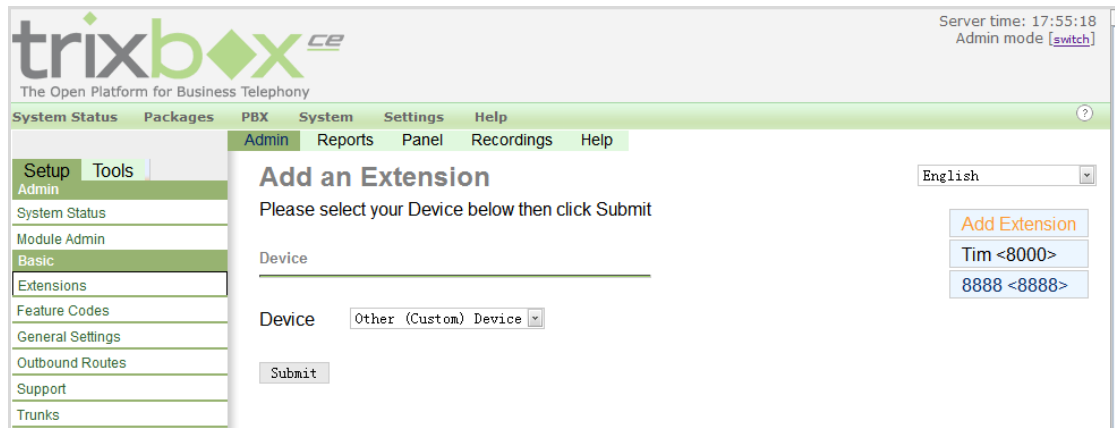 trixbox ce
The Open Platform for Business Telephony
Server time: 17:55:18
Admin mode [switch]
System Status Packages PBX System Settings Help ?
Admin Reports Panel Recordings Help
Setup Tools
Admin
System Status
Module Admin
Basic
Extensions
Feature Codes
General Settings
Outbound Routes
Support
Trunks
Add an Extension
Please select your Device below then click Submit
Device
Device Other (Custom) Device
Submit
English
Add Extension
Tim <8000>
8888 <8888>